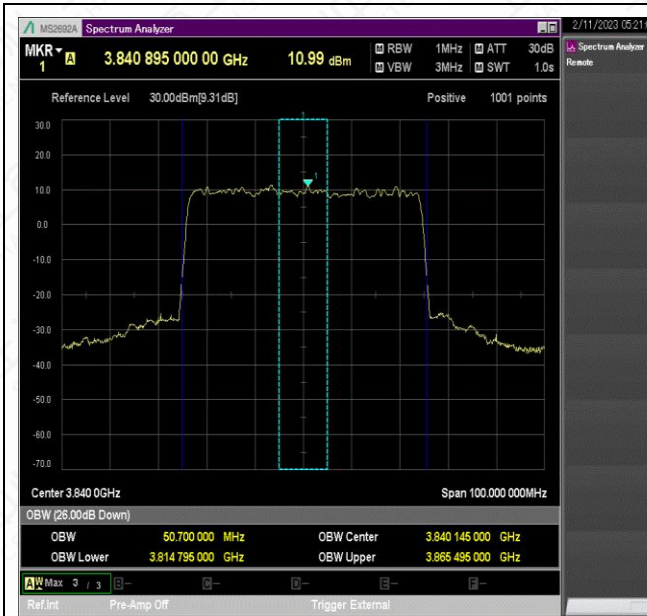 MS2692A Spectrum Analyzer
2/11/2023 05:21
MKR 1 A 3.840 895 000 00 GHz 10.99 dBm
RBW 1MHz ATT 30dB
VBW 3MHz SWT 1.0s
Spectrum Analyzer
Remote
Reference Level 30.00dBm[9.31dB] Positive 1001 points
1
30.0
20.0
10.0
1
0.0
-10.0
-20.0
-30.0
-40.0
-50.0
-60.0
-70.0
Center 3.840 0GHz Span 100.000 000MHz
OBW (26.00dB Down)
OBW 50.700 000 MHz OBW Center 3.840 145 000 GHz
OBW Lower 3.814 795 000 GHz OBW Upper 3.865 495 000 GHz
A W Max 3 / 3 B- C- D- E- F-
Ref.Int Pre-Amp Off Trigger External